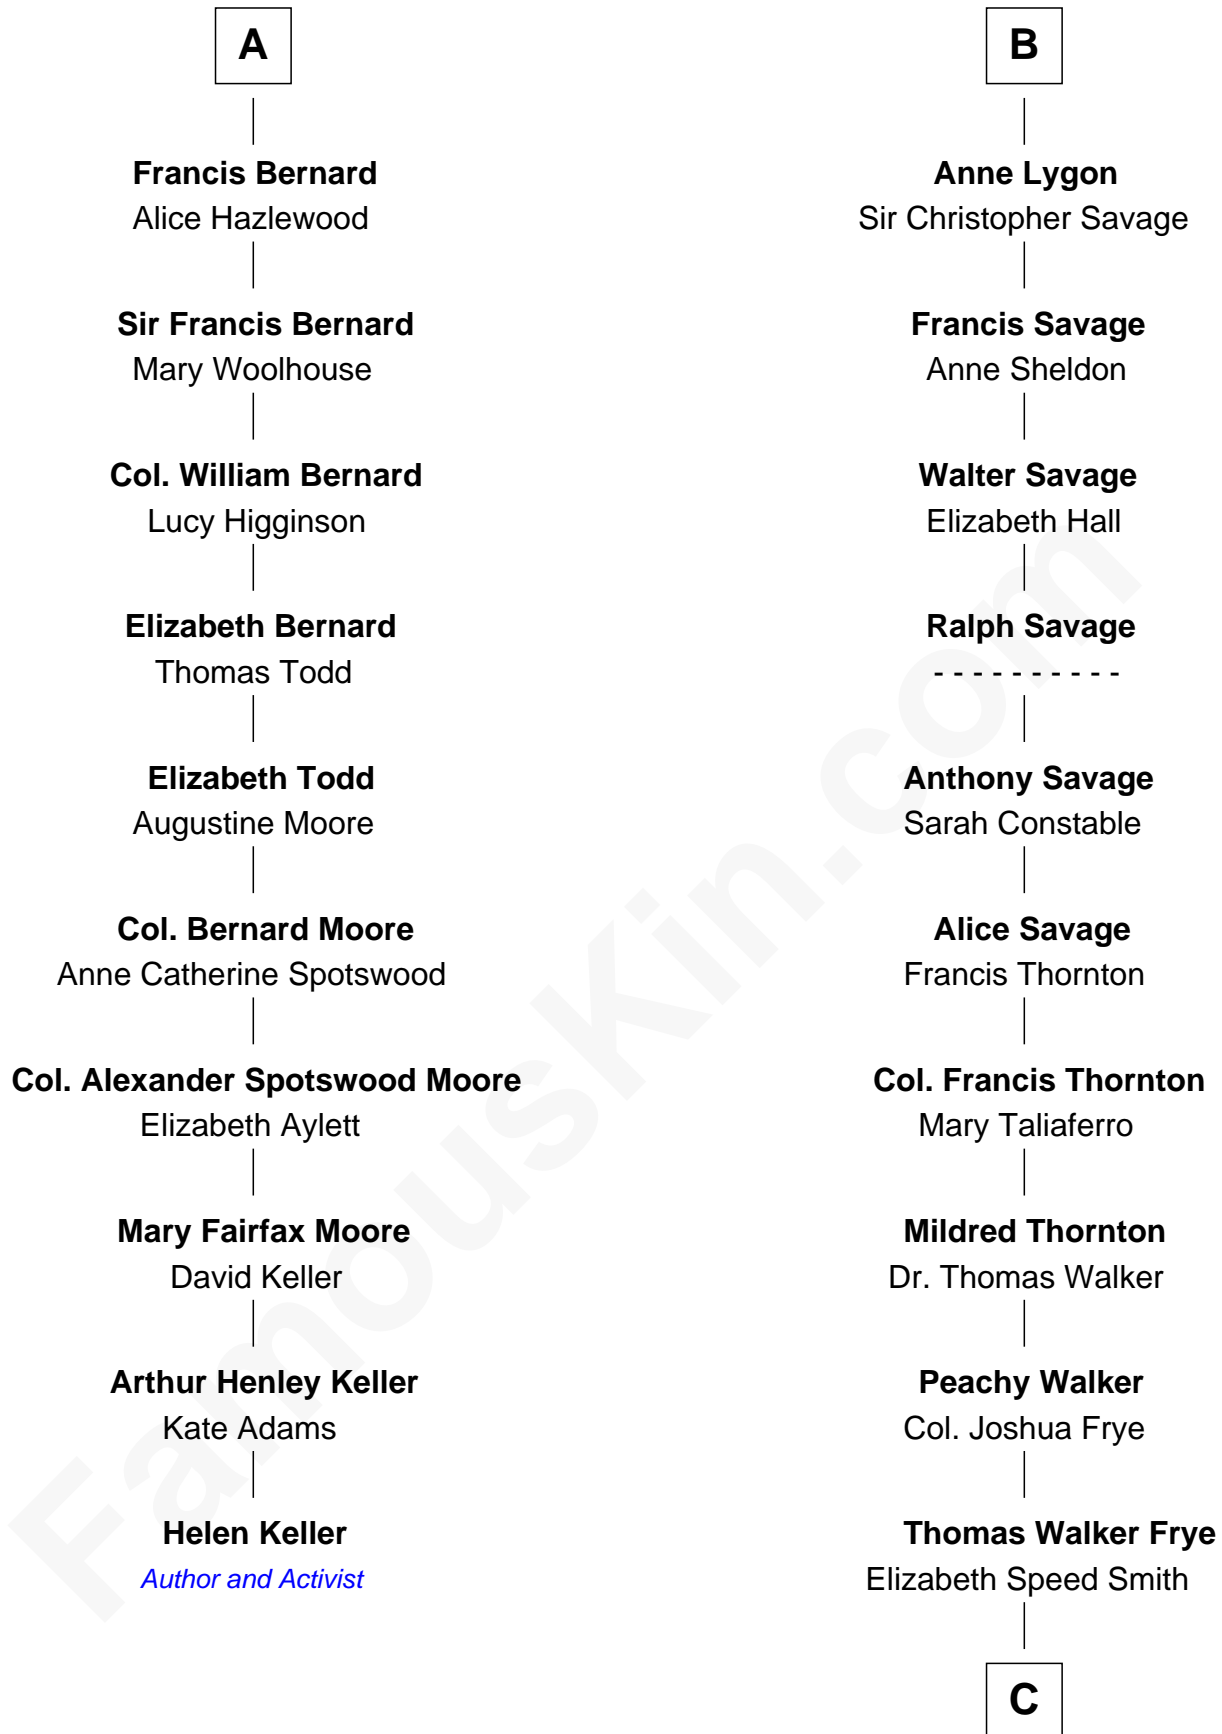 A
Francis Bernard
Alice Hazlewood
Sir Francis Bernard
Mary Woolhouse
Col. William Bernard
Lucy Higginson
Elizabeth Bernard
Thomas Todd
Elizabeth Todd
Augustine Moore
Col. Bernard Moore
Anne Catherine Spotswood
Col. Alexander Spotswood Moore
Elizabeth Aylett
Mary Fairfax Moore
David Keller
Arthur Henley Keller
Kate Adams
Helen Keller
Author and Activist
B
Anne Lygon
Sir Christopher Savage
Francis Savage
Anne Sheldon
Walter Savage
Elizabeth Hall
Ralph Savage
- - - - - - - - - -
Anthony Savage
Sarah Constable
Alice Savage
Francis Thornton
Col. Francis Thornton
Mary Taliaferro
Mildred Thornton
Dr. Thomas Walker
Peachy Walker
Col. Joshua Frye
Thomas Walker Frye
Elizabeth Speed Smith
C
FamousKin.com